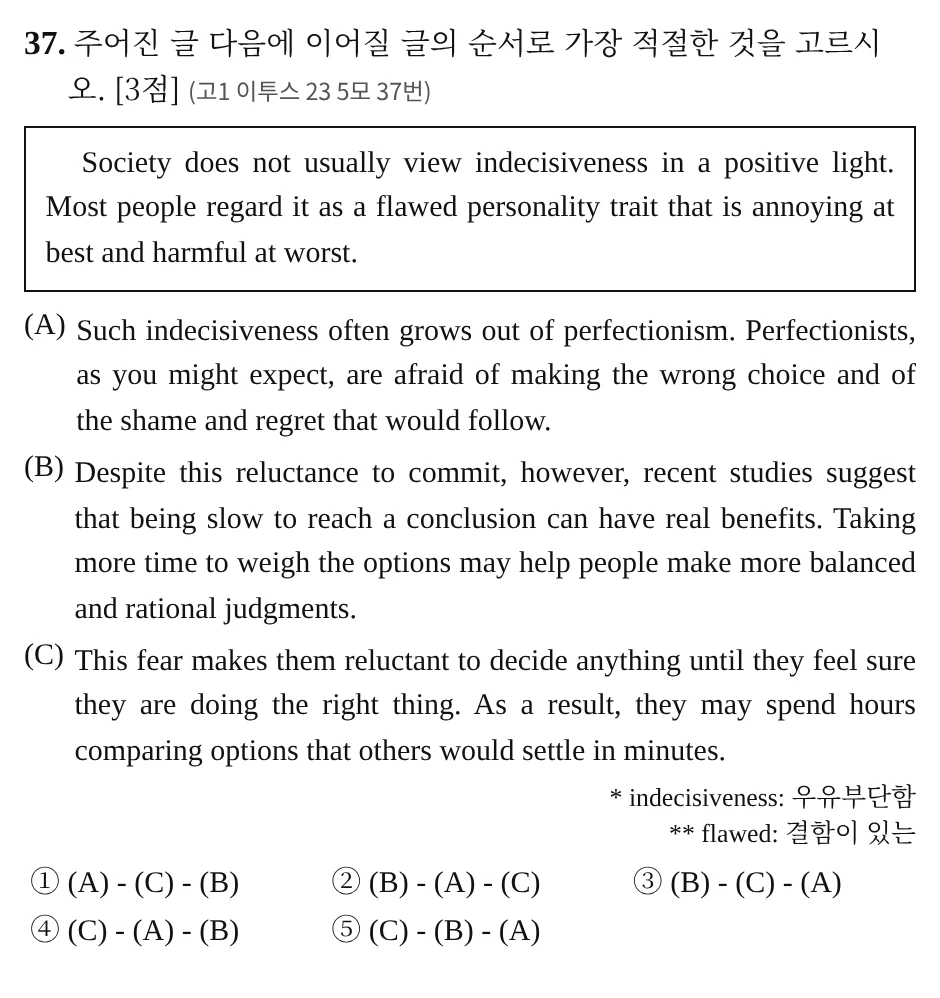 37. 주어진 글 다음에 이어질 글의 순서로 가장 적절한 것을 고르시
오. [3점] (고1 이투스 23 5모 37번)
Society does not usually view indecisiveness in a positive light.
Most people regard it as a flawed personality trait that is annoying at
best and harmful at worst.
(A) Such indecisiveness often grows out of perfectionism. Perfectionists,
as you might expect, are afraid of making the wrong choice and of
the shame and regret that would follow.
(B) Despite this reluctance to commit, however, recent studies suggest
that being slow to reach a conclusion can have real benefits. Taking
more time to weigh the options may help people make more balanced
and rational judgments.
(C) This fear makes them reluctant to decide anything until they feel sure
they are doing the right thing. As a result, they may spend hours
comparing options that others would settle in minutes.
* indecisiveness: 우유부단함
** flawed: 결함이 있는
① (A) - (C) - (B) ② (B) - (A) - (C) ③ (B) - (C) - (A)
④ (C) - (A) - (B) ⑤ (C) - (B) - (A)